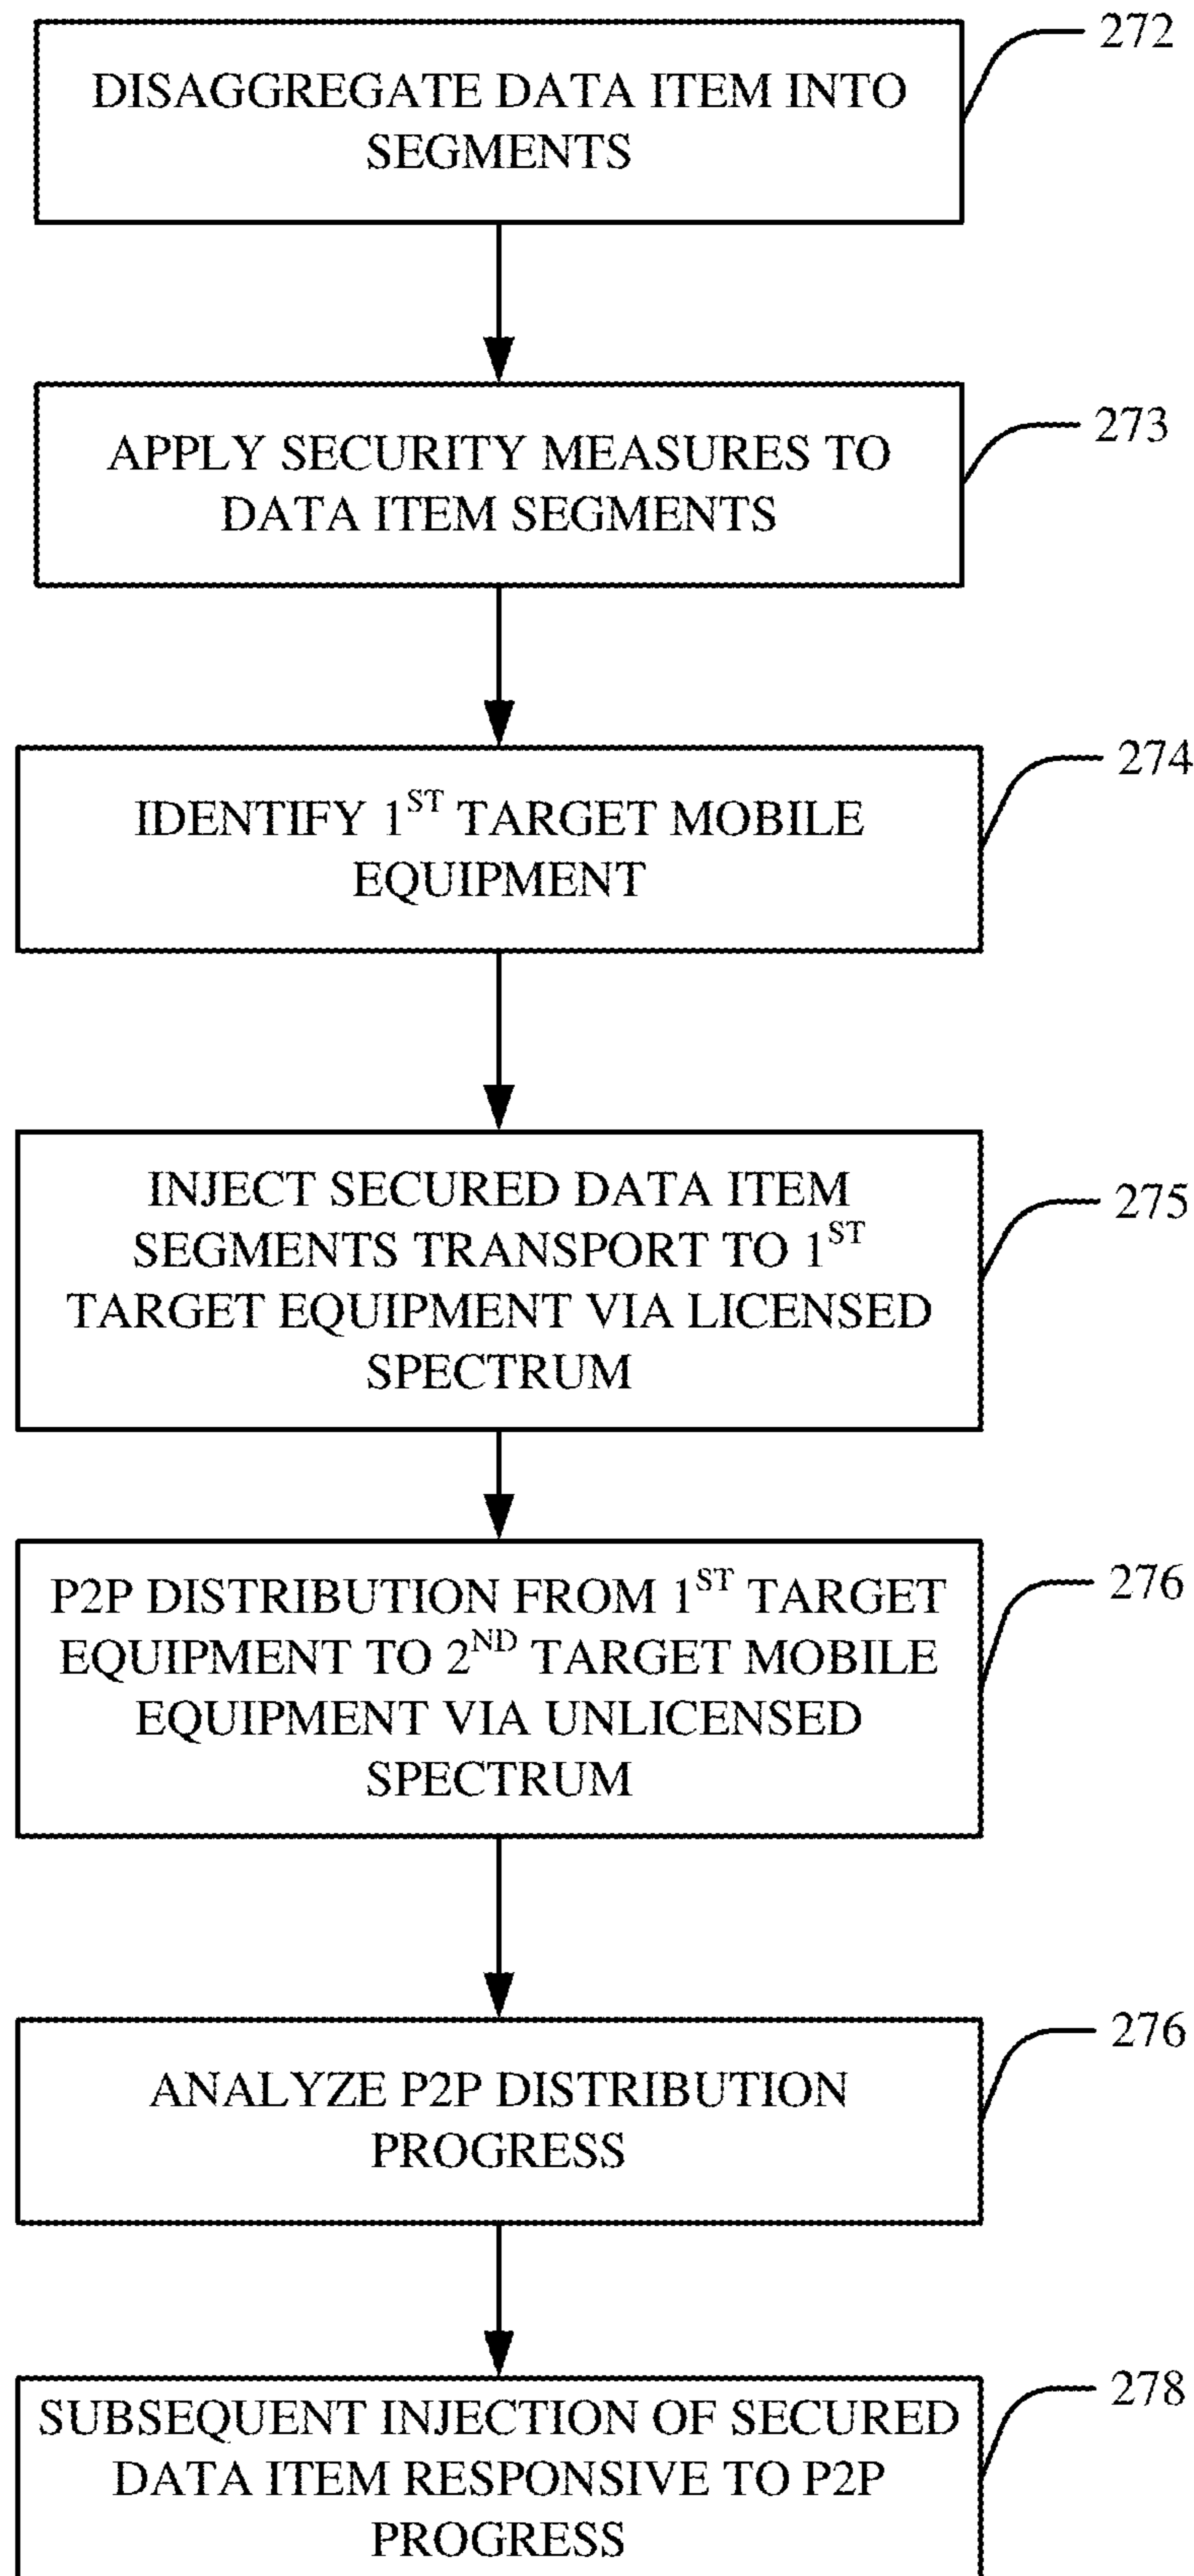 272
DISAGGREGATE DATA ITEM INTO
SEGMENTS
273
APPLY SECURITY MEASURES TO
DATA ITEM SEGMENTS
274
IDENTIFY 1ST TARGET MOBILE
EQUIPMENT
275
INJECT SECURED DATA ITEM
SEGMENTS TRANSPORT TO 1ST
TARGET EQUIPMENT VIA LICENSED
SPECTRUM
276
P2P DISTRIBUTION FROM 1ST TARGET
EQUIPMENT TO 2ND TARGET MOBILE
EQUIPMENT VIA UNLICENSED
SPECTRUM
276
ANALYZE P2P DISTRIBUTION
PROGRESS
278
SUBSEQUENT INJECTION OF SECURED
DATA ITEM RESPONSIVE TO P2P
PROGRESS